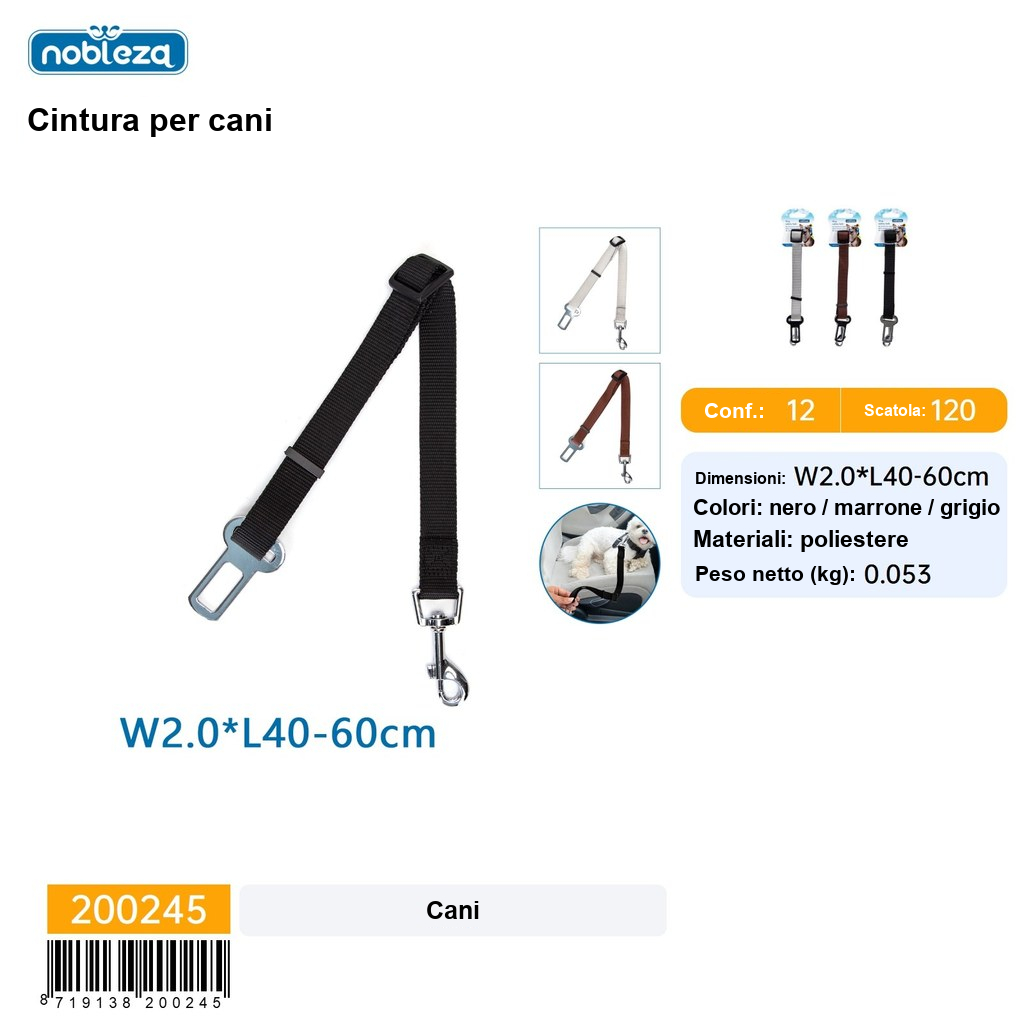 nobleza
Cintura per cani
Conf.: 12 Scatola: 120
Dimensioni: W2.0*L40-60cm
Colori: nero / marrone / grigio
Materiali: poliestere
Peso netto (kg): 0.053
W2.0*L40-60cm
200245
Cani
8 719138 200245